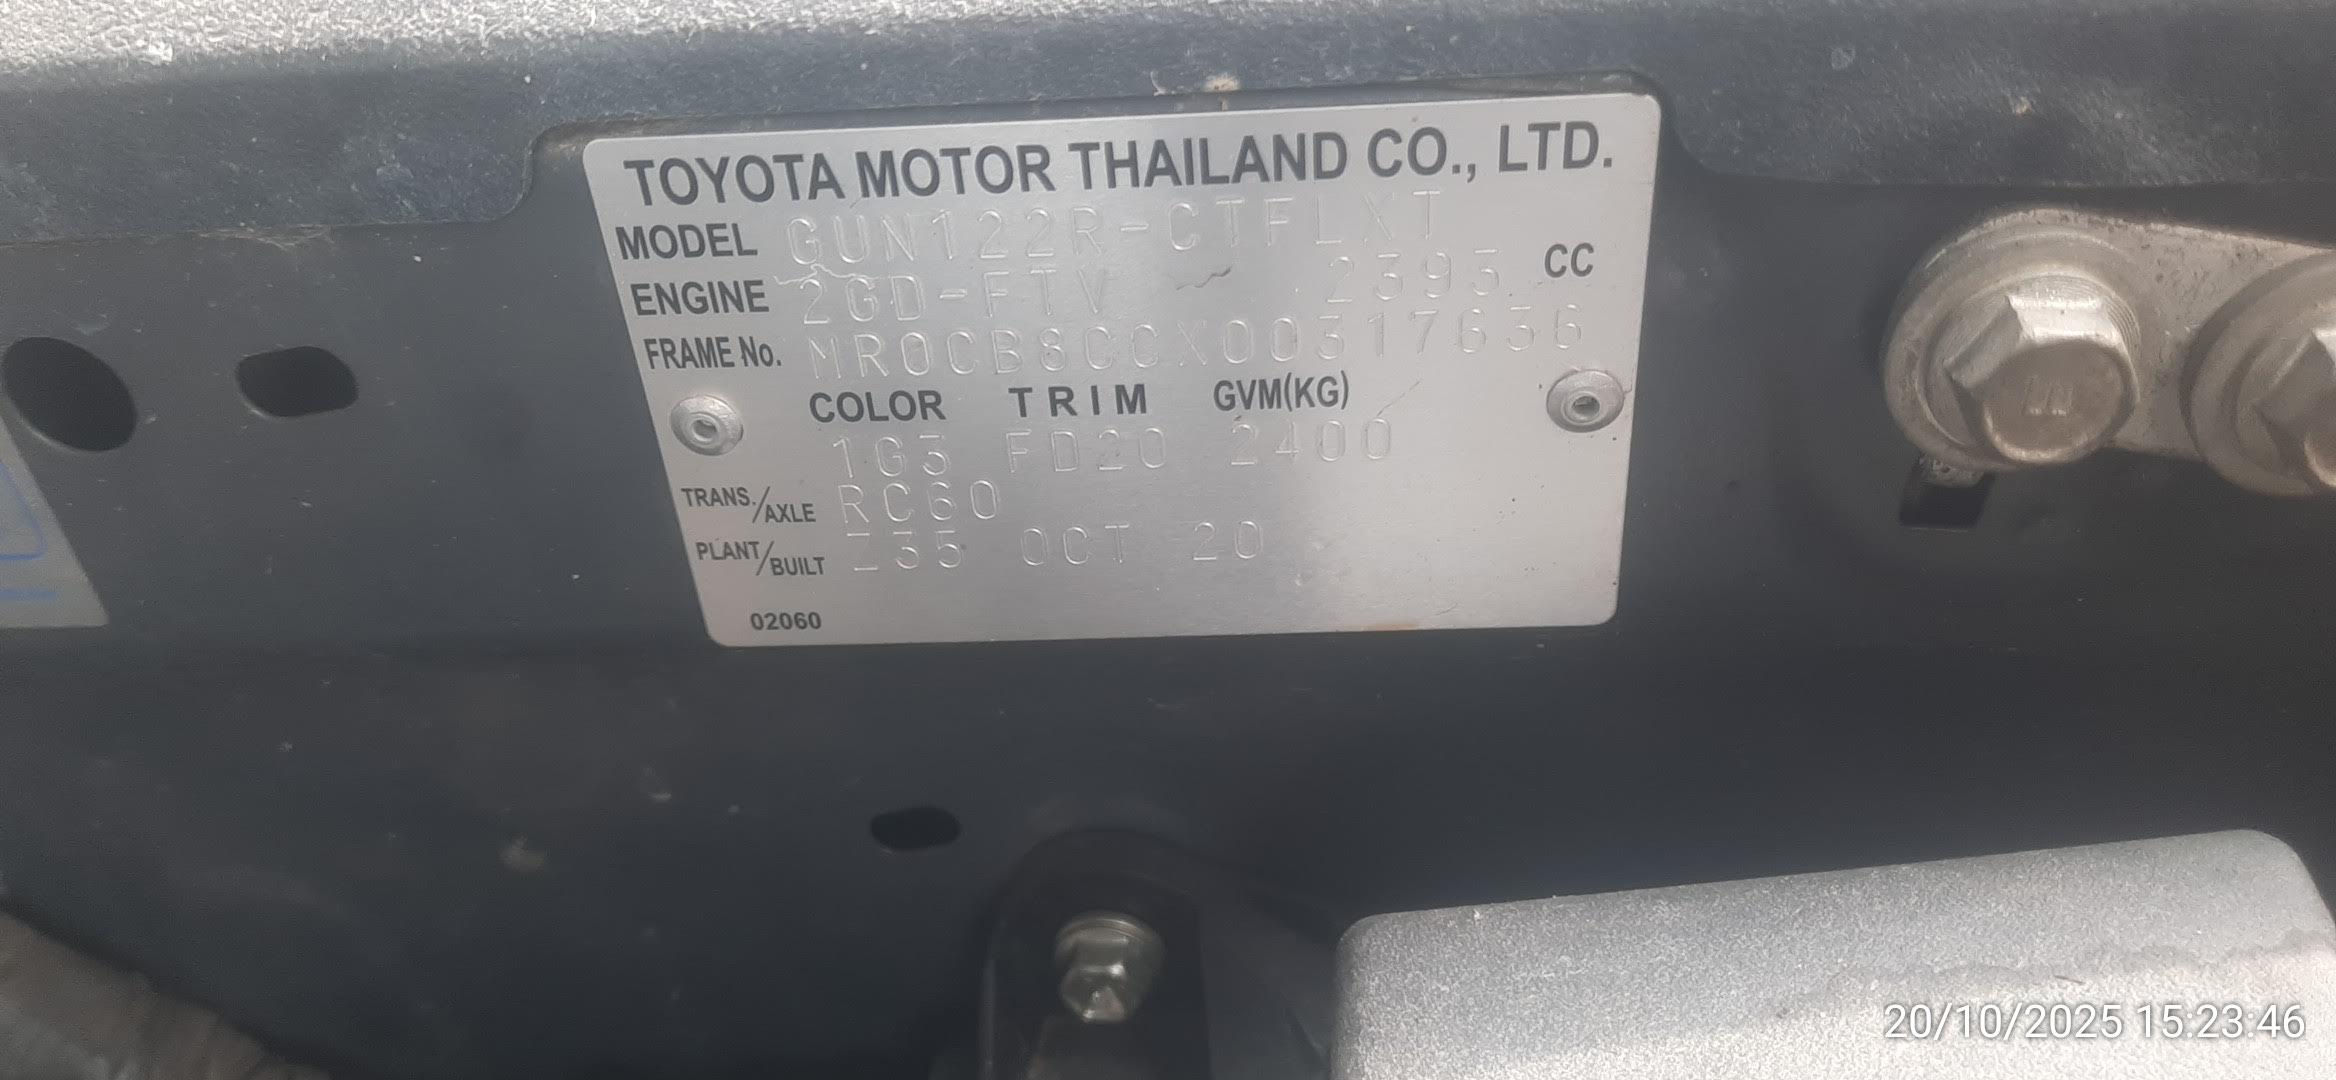 TOYOTA MOTOR THAILAND CO., LTD.
MODEL GUN122R-CTFLXT
ENGINE 2GD-FTV 2393 CC
FRAME No. MR0CB8CCX00317636
COLOR TRIM GVM(KG)
1G3 FD20 2400
TRANS./AXLE RC60
PLANT/BUILT Z35 OCT 20
02060
20/10/2025 15:23:46